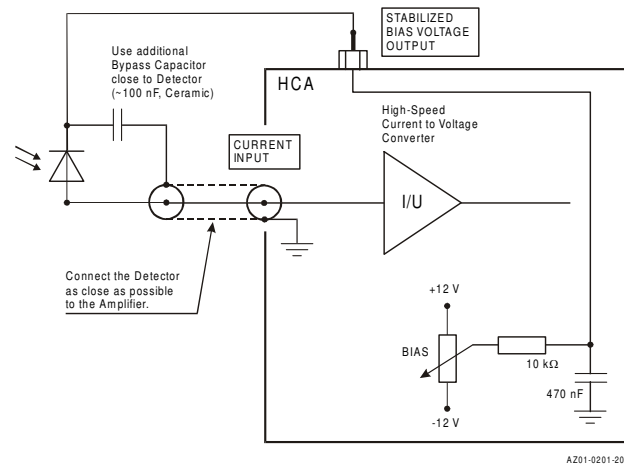 STABILIZED
BIAS VOLTAGE
OUTPUT
Use additional
Bypass Capacitor
close to Detector
(~100 nF, Ceramic)
HCA
High-Speed
Current to Voltage
Converter
CURRENT
INPUT
I/U
Connect the Detector
as close as possible
to the Amplifier.
+12 V
BIAS
10 kΩ
470 nF
-12 V
AZ01-0201-20